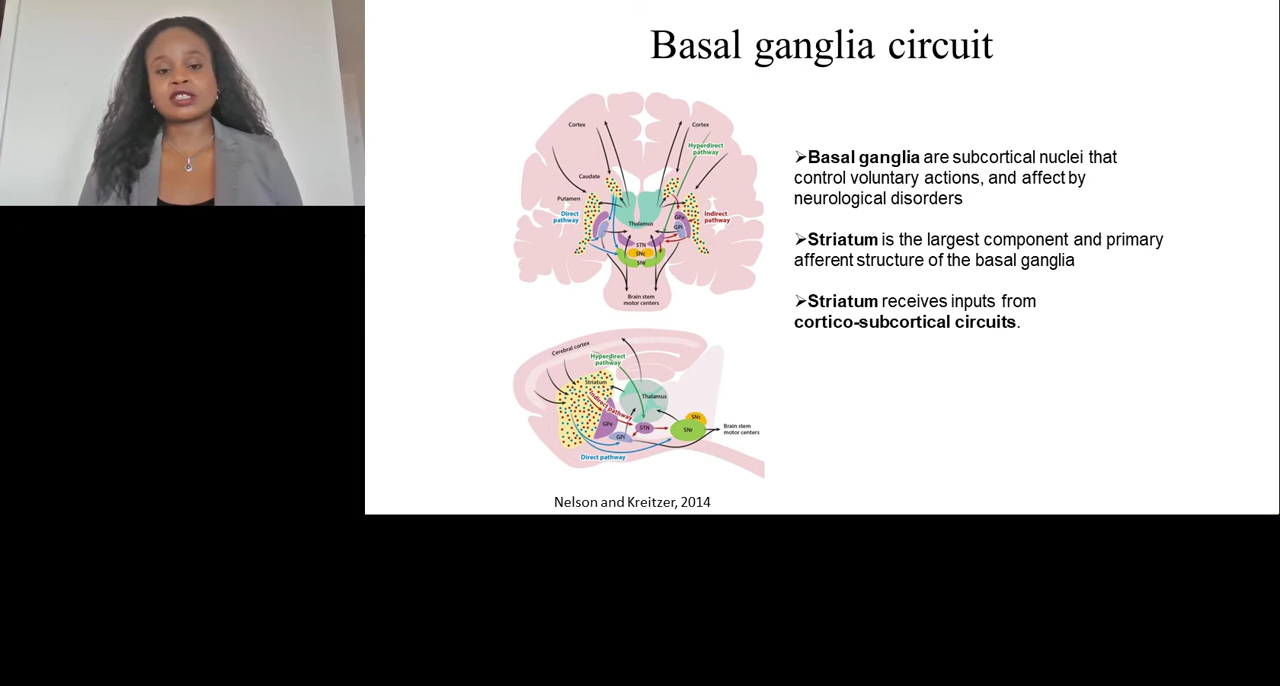 Basal ganglia circuit
Cortex
Cortex
Hyperdirect
pathway
Caudate
Putamen
Direct
pathway
Indirect
pathway
GPe
GPi
Thalamus
STN
SNc
SNr
Brain stem
motor centers
Cerebral cortex
Hyperdirect
pathway
Striatum
Thalamus
Indirect pathway
GPe
GPi
STN
SNc
SNr
Brain stem
motor centers
Direct pathway
Nelson and Kreitzer, 2014
➢Basal ganglia are subcortical nuclei that
control voluntary actions, and affect by
neurological disorders
➢Striatum is the largest component and primary
afferent structure of the basal ganglia
➢Striatum receives inputs from
cortico-subcortical circuits.